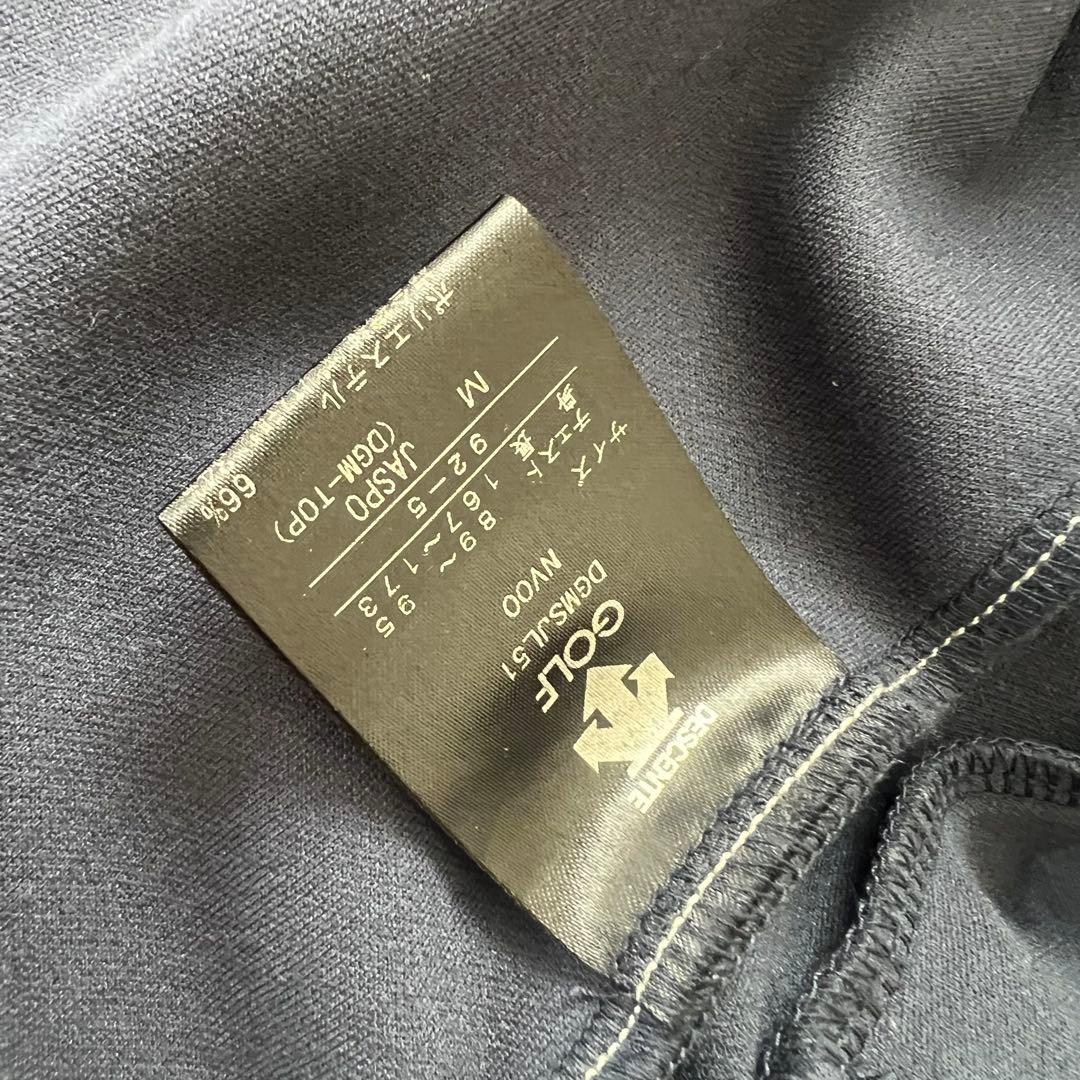 DESCENTE
GOLF
DGMSJL51
NV00
サイズ
チェスト 89～95
身長 167～173
92-5
M JASPO
(DGM-TOP)
ポリエステル 66%